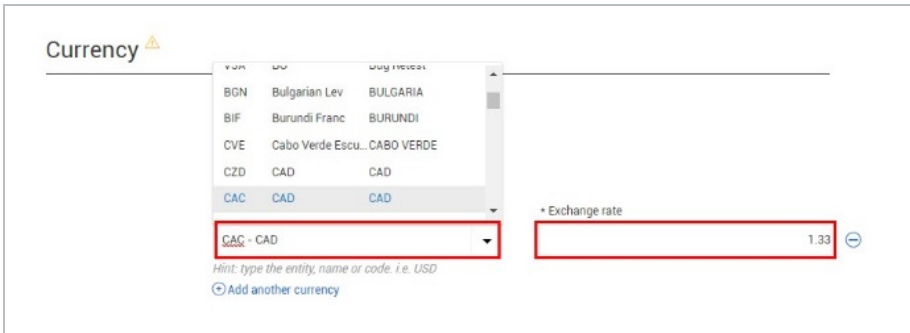 Currency
BGN Bulgarian Lev BULGARIA
BIF Burundi Franc BURUNDI
CVE Cabo Verde Escu... CABO VERDE
CZD CAD CAD
CAC CAD CAD
* Exchange rate
CAC - CAD 1.33
Hint: type the entity, name or code. i.e. USD
Add another currency